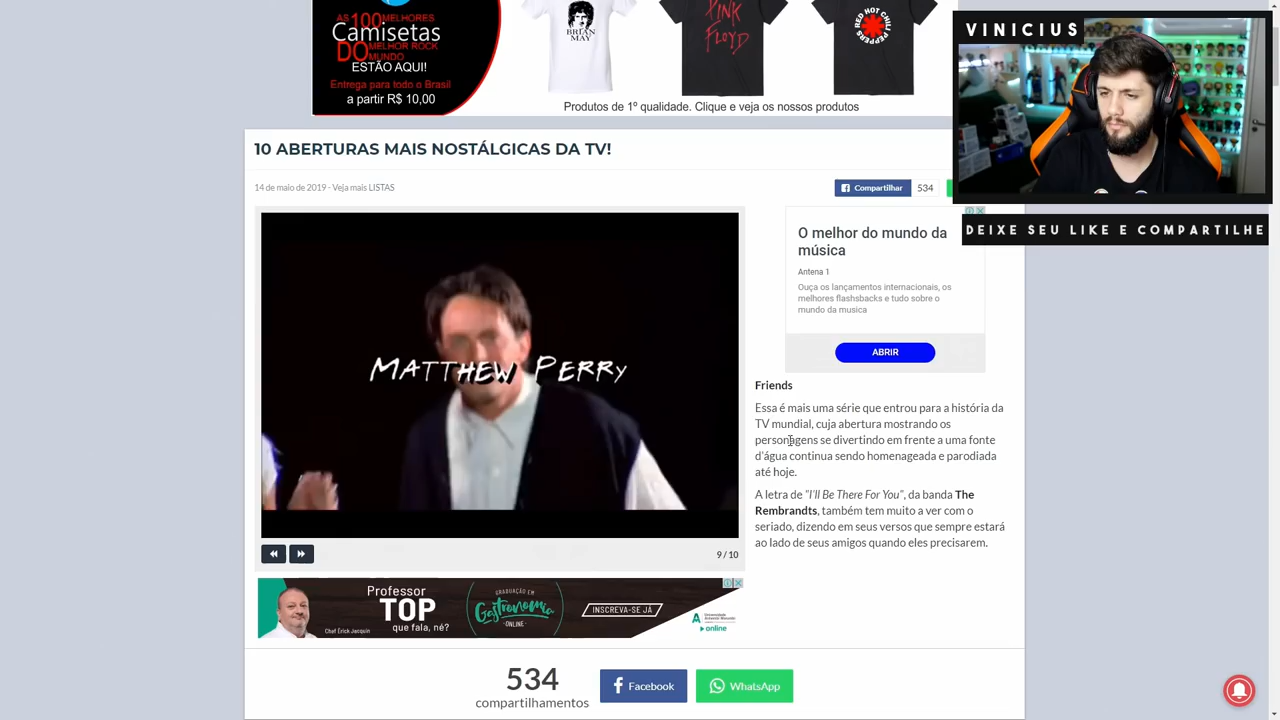 AS 100 MELHORES
Camisetas
DO MELHOR ROCK
MUNDO
ESTÃO AQUI!
Entrega para todo o Brasil
a partir R$ 10,00
BRIAN
MAY
PINK
FLOYD
RED HOT CHILI PEPPERS
Produtos de 1º qualidade. Clique e veja os nossos produtos
VINICIUS
DEIXE SEU LIKE E COMPARTILHE
10 ABERTURAS MAIS NOSTÁLGICAS DA TV!
14 de maio de 2019 - Veja mais LISTAS
Compartilhar
534
MATTHEW PERRY
9 / 10
O melhor do mundo da
música
Antena 1
Ouça os lançamentos internacionais, os
melhores flashsbacks e tudo sobre o
mundo da musica
ABRIR
Friends
Essa é mais uma série que entrou para a história da
TV mundial, cuja abertura mostrando os
personagens se divertindo em frente a uma fonte
d'água continua sendo homenageada e parodiada
até hoje.
A letra de "I'll Be There For You", da banda The
Rembrandts, também tem muito a ver com o
seriado, dizendo em seus versos que sempre estará
ao lado de seus amigos quando eles precisarem.
Professor
TOP
que fala, né?
Chef Erick Jacquin
GRADUAÇÃO EM
Gastronomia
ONLINE
INSCREVA-SE JÁ
online
534
compartilhamentos
Facebook
WhatsApp